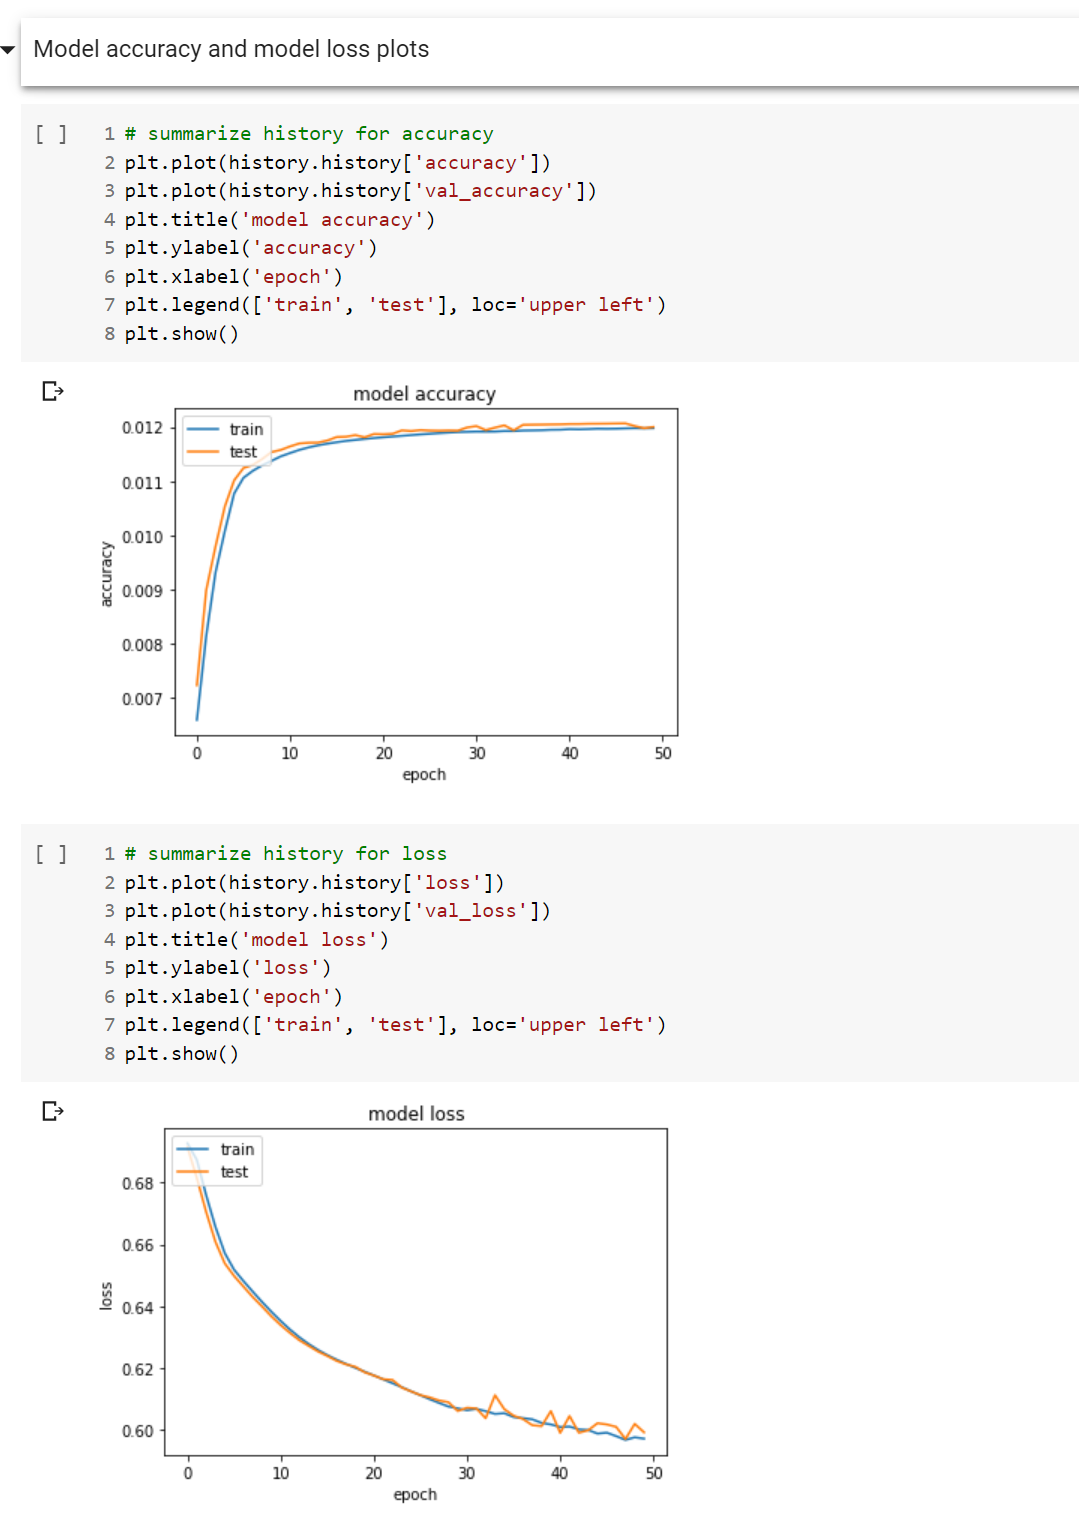 Model accuracy and model loss plots
[ ]
1 # summarize history for accuracy
2 plt.plot(history.history['accuracy'])
3 plt.plot(history.history['val_accuracy'])
4 plt.title('model accuracy')
5 plt.ylabel('accuracy')
6 plt.xlabel('epoch')
7 plt.legend(['train', 'test'], loc='upper left')
8 plt.show()
model accuracy
train
test
0.012
0.011
0.010
0.009
0.008
0.007
accuracy
0 10 20 30 40 50
epoch
[ ]
1 # summarize history for loss
2 plt.plot(history.history['loss'])
3 plt.plot(history.history['val_loss'])
4 plt.title('model loss')
5 plt.ylabel('loss')
6 plt.xlabel('epoch')
7 plt.legend(['train', 'test'], loc='upper left')
8 plt.show()
model loss
train
test
0.68
0.66
0.64
0.62
0.60
loss
0 10 20 30 40 50
epoch